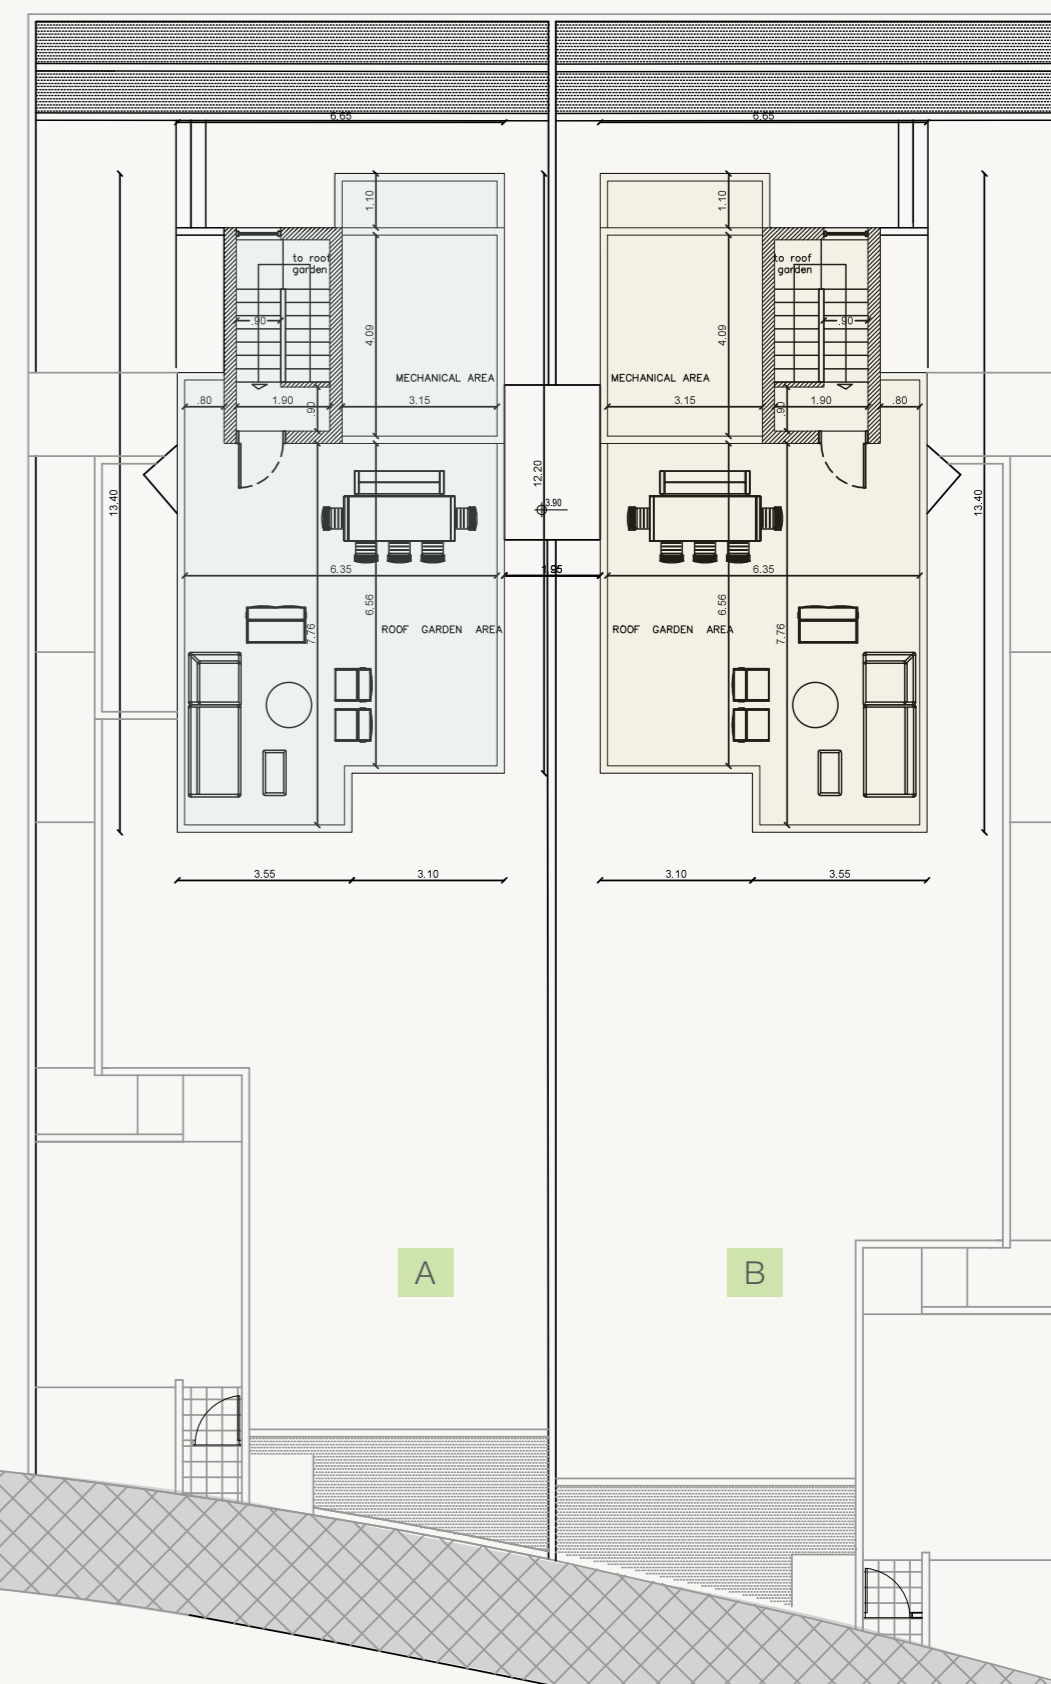 6.65 6.65
1.10 1.10
to roof to roof
garden garden
.90 .90
4.09 4.09
MECHANICAL AREA MECHANICAL AREA
.80 1.90 .90 3.15 3.15 .90 1.90 .80
13.40 12.20 13.40
3.90
6.35 1.95 6.35
6.56 6.56
7.76 ROOF GARDEN AREA ROOF GARDEN AREA 7.76
3.55 3.10 3.10 3.55
A B